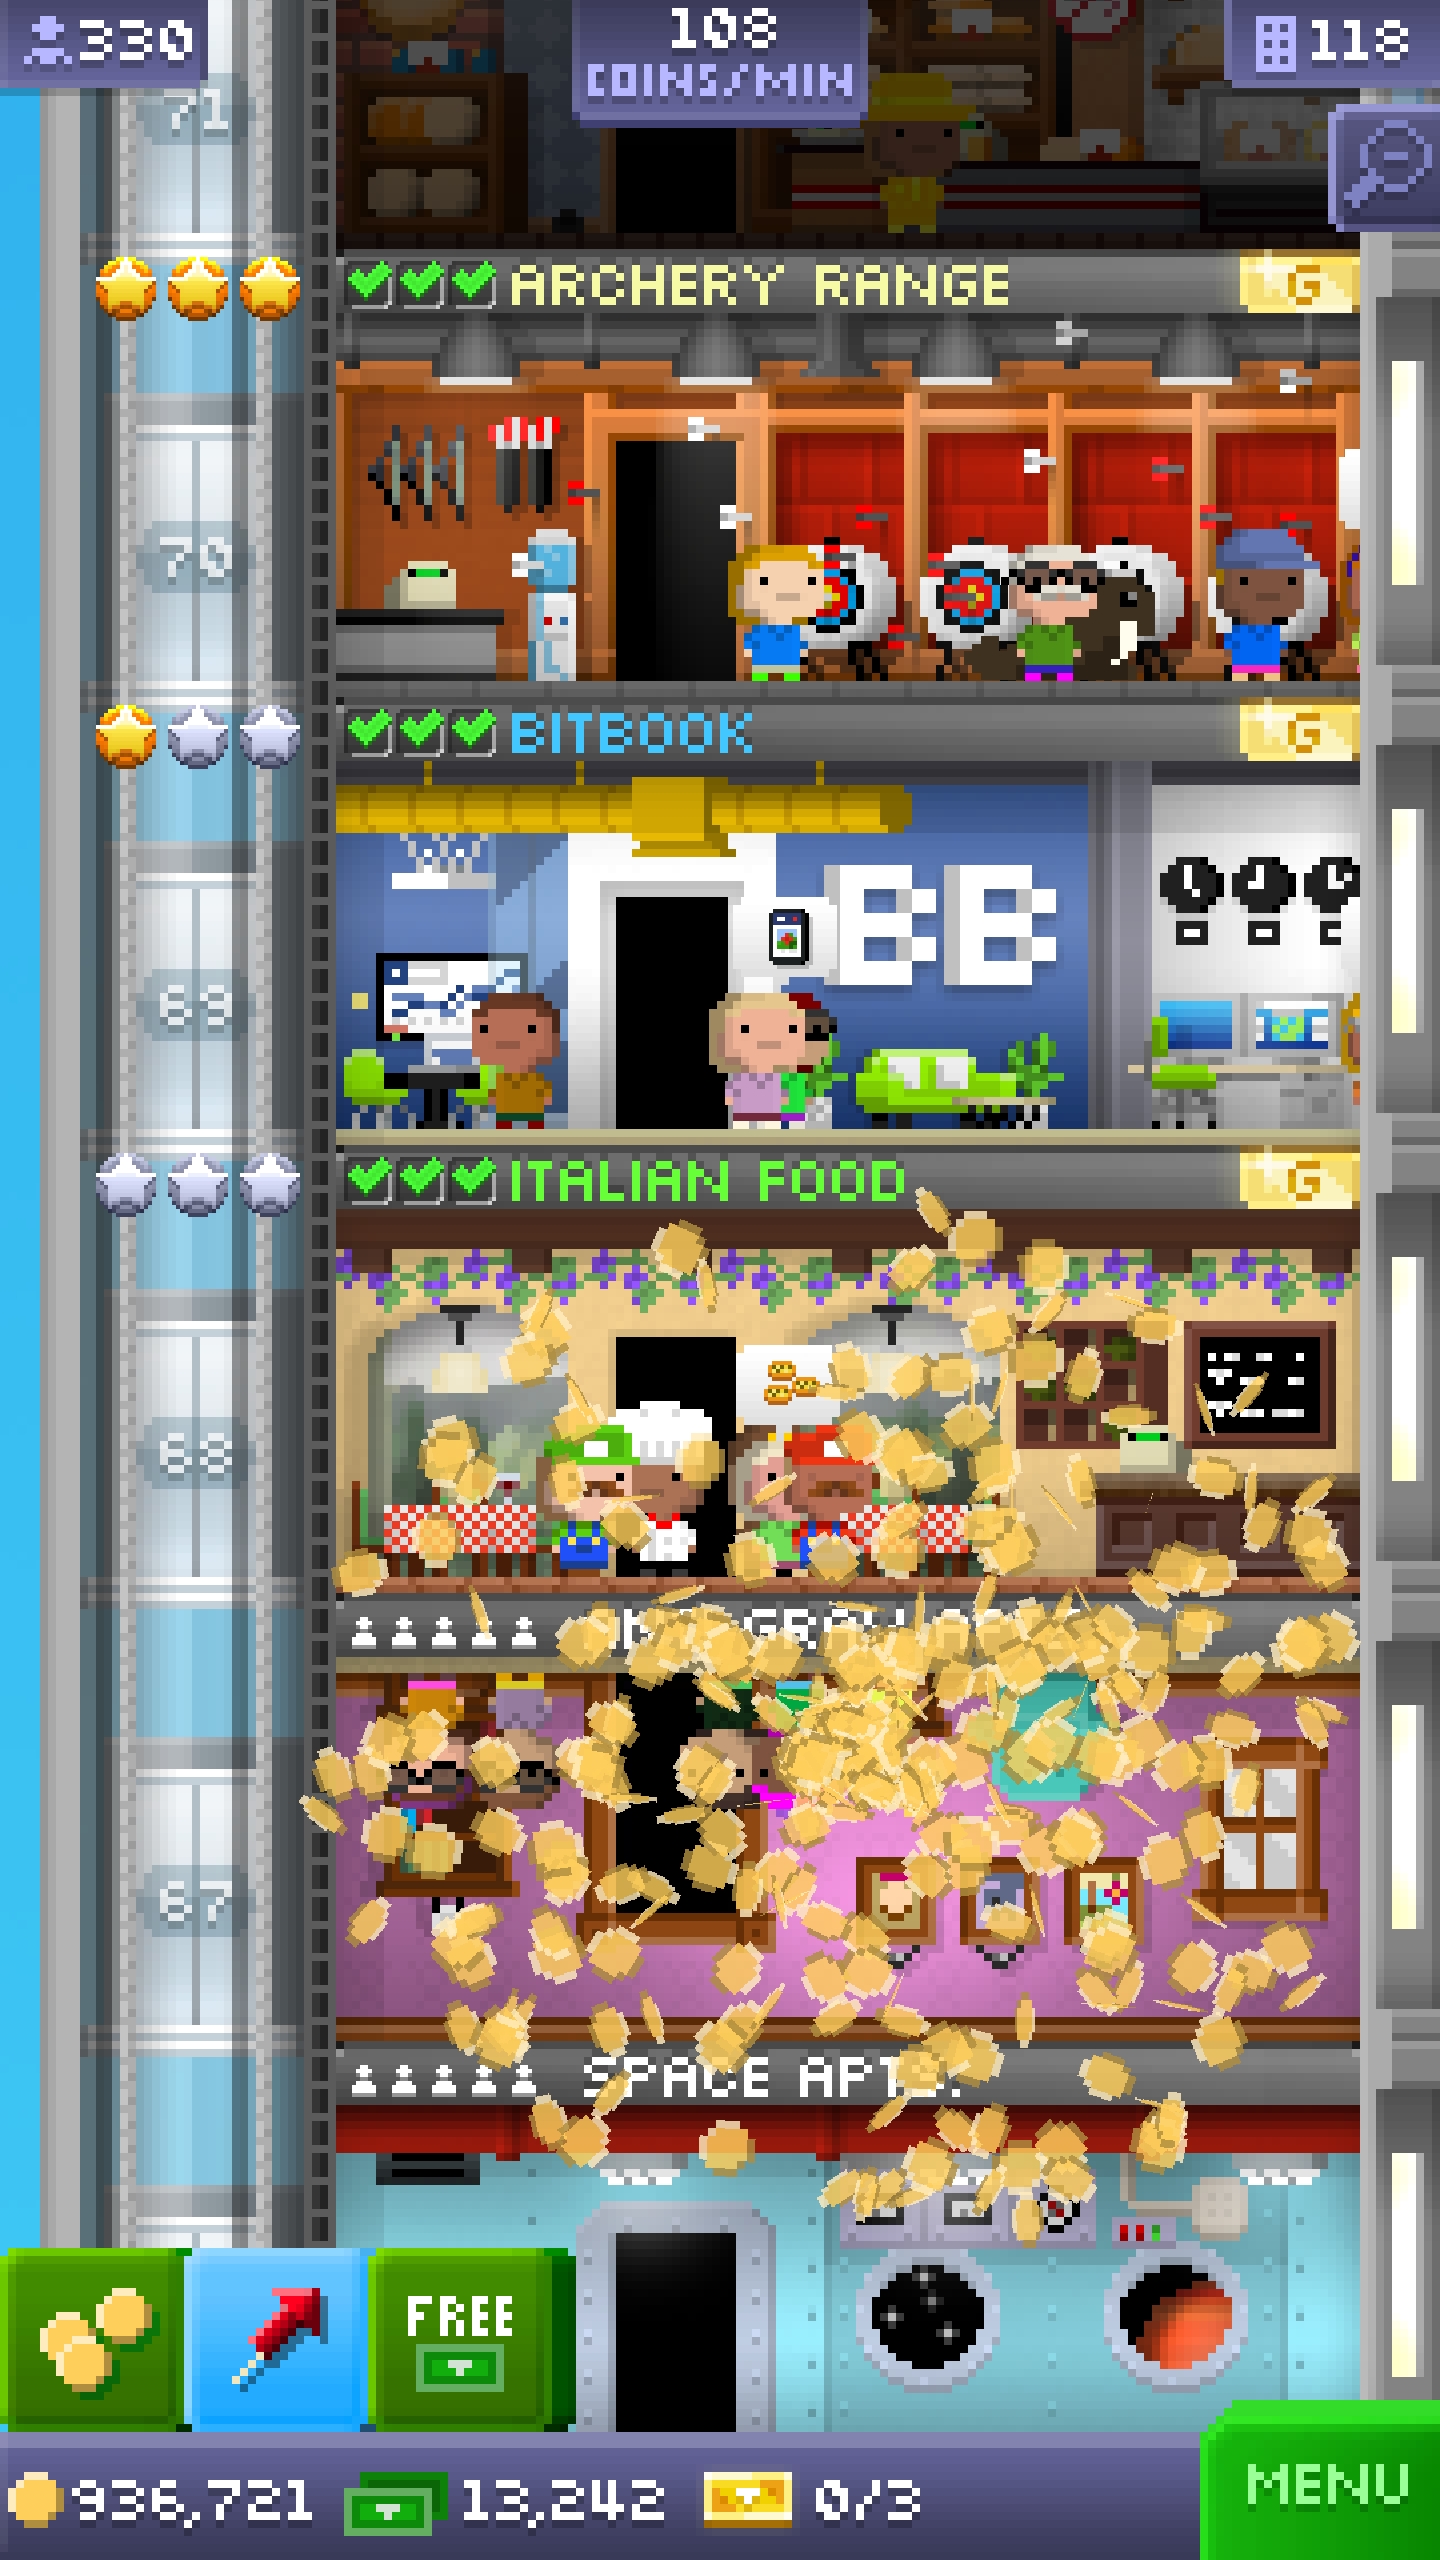 330
108
COINS/MIN
118
71
ARCHERY RANGE
G
70
BITBOOK
G
BB
69
ITALIAN FOOD
G
68
67
SPACE APTS.
FREE
936,721
13,242
0/3
MENU